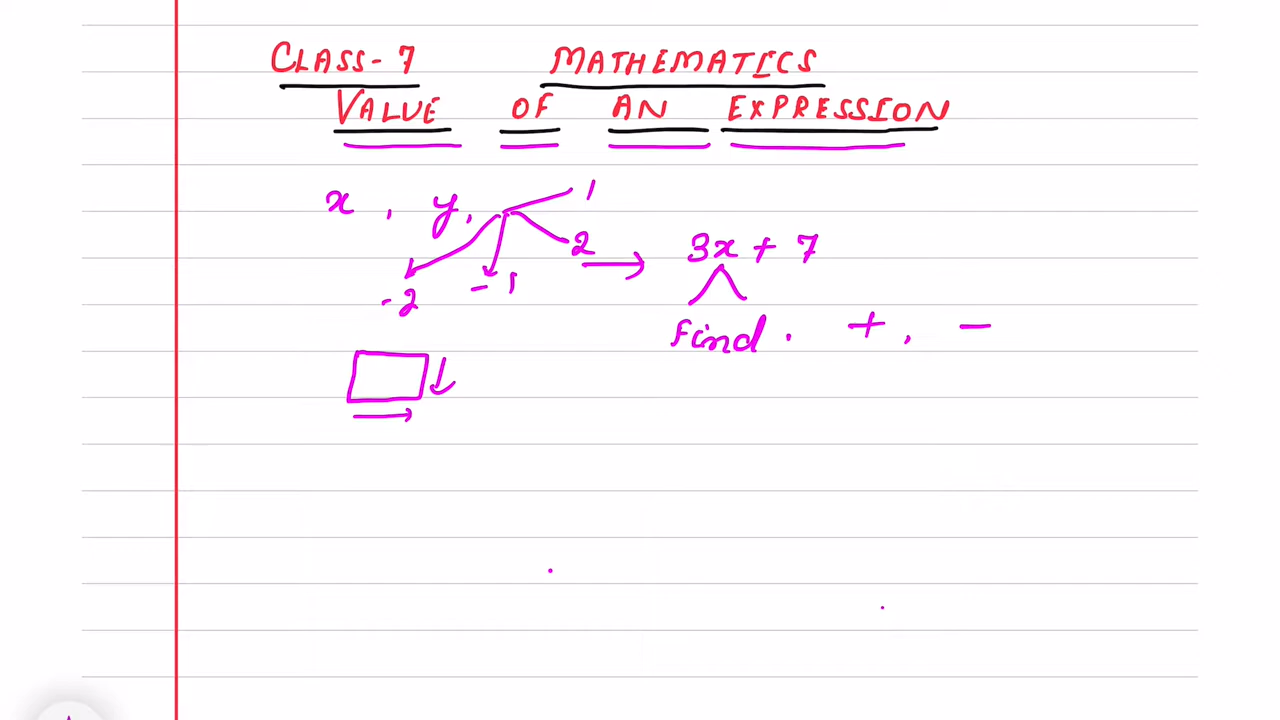 CLASS-7 MATHEMATICS
VALUE OF AN EXPRESSION
x, y, 1
2 → 3x + 7
-2 -1
Find. +, -